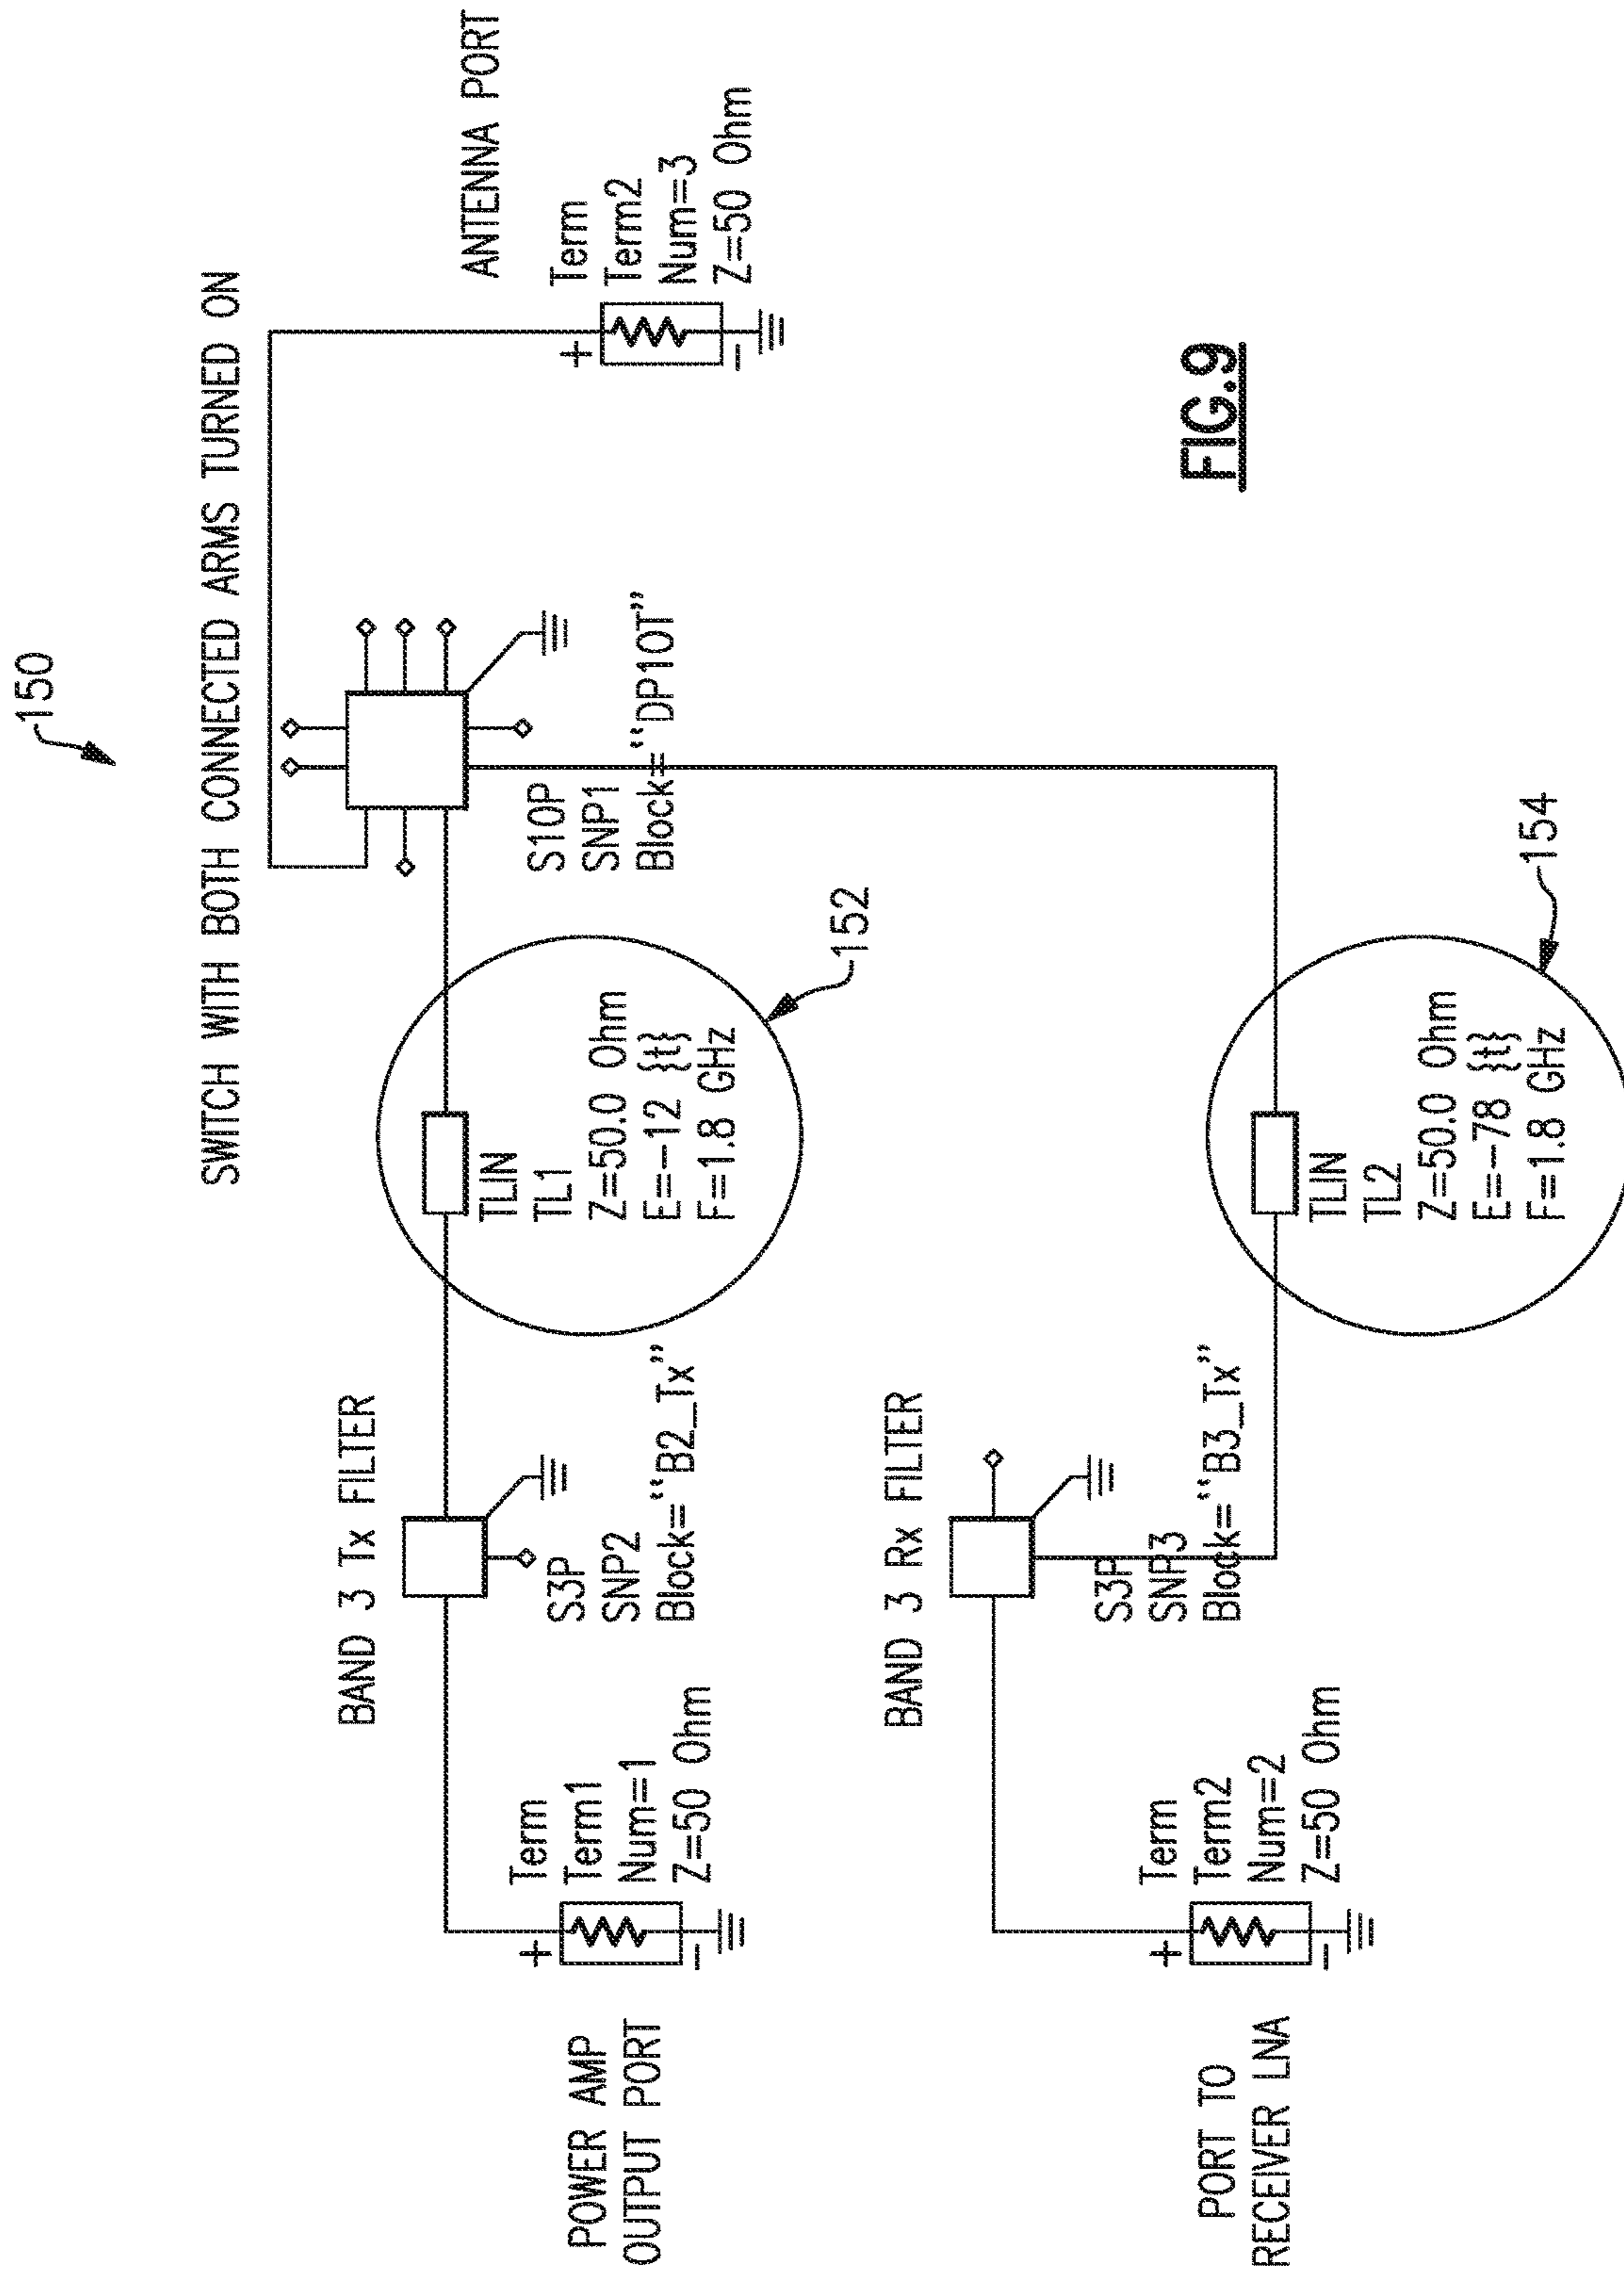 150
SWITCH WITH BOTH CONNECTED ARMS TURNED ON
ANTENNA PORT
+
Term
Term2
Num=3
Z=50 Ohm
-
S10P
SNP1
Block="DP10T"
BAND 3 Tx FILTER
S3P
SNP2
Block="B2_Tx"
TLIN
TL1
Z=50.0 Ohm
E=-12 {t}
F=1.8 GHz
152
POWER AMP
OUTPUT PORT
+
Term
Term1
Num=1
Z=50 Ohm
-
BAND 3 Rx FILTER
S3P
SNP3
Block="B3_Tx"
TLIN
TL2
Z=50.0 Ohm
E=-78 {t}
F=1.8 GHz
154
PORT TO
RECEIVER LNA
+
Term
Term2
Num=2
Z=50 Ohm
-
FIG.9